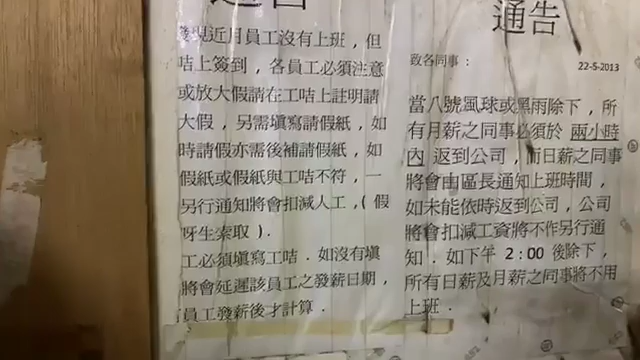 通告
發現近月員工沒有上班，但
咭上簽到，各員工必須注意
或放大假請在工咭上註明請
大假，另需填寫請假紙，如
時請假亦需後補請假紙，如
假紙或假紙與工咭不符，一
另行通知將會扣減人工，(假
呀生索取).
工必須填寫工咭．如沒有填
將會延遲該員工之發薪日期，
員工發薪後才計算．
通告
致各同事：
22-5-2013
當八號風球或黑雨除下，所
有月薪之同事必須於 兩小時
內 返到公司，而日薪之同事
將會由區長通知上班時間，
如未能依時返到公司，公司
將會扣減工資將不作另行通
知．如下午 2:00 後除下，
所有日薪及月薪之同事將不用
上班．